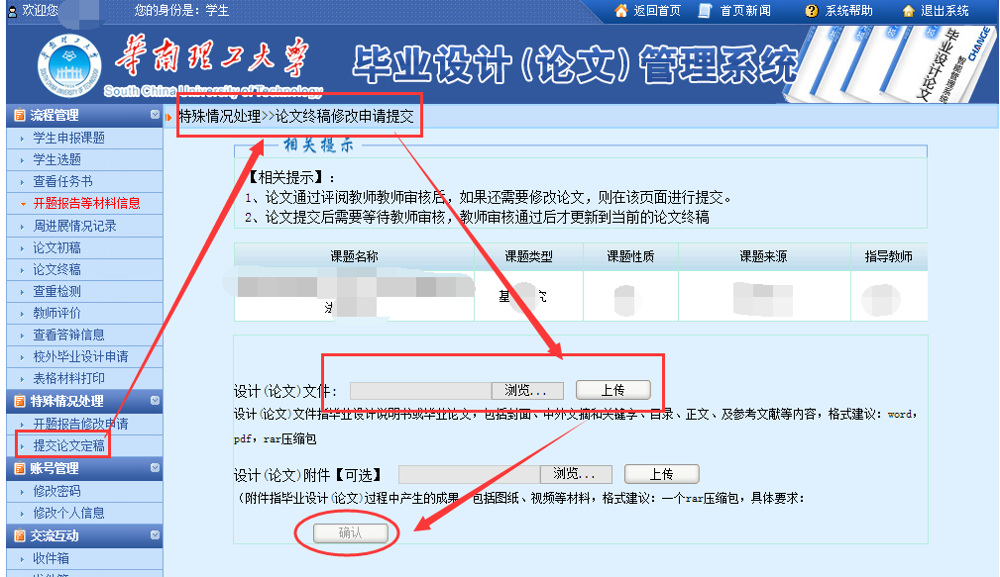 欢迎您
您的身份是：学生
返回首页
首页新闻
系统帮助
退出系统
华南理工大学
South China University of Technology
毕业设计(论文)管理系统
毕业设计论文
智能管理系统
CHANGE
流程管理
学生申报课题
学生选题
查看任务书
开题报告等材料信息
周进展情况记录
论文初稿
论文终稿
查重检测
教师评价
查看答辩信息
校外毕业设计申请
表格材料打印
特殊情况处理
开题报告修改申请
提交论文定稿
账号管理
修改密码
修改个人信息
交流互动
收件箱
特殊情况处理>>论文终稿修改申请提交
相关提示
【相关提示】：
1、论文通过评阅教师教师审核后，如果还需要修改论文，则在该页面进行提交。
2、论文提交后需要等待教师审核，教师审核通过后才更新到当前的论文终稿
课题名称 课题类型 课题性质 课题来源 指导教师
基 究
设计(论文)文件： 浏览... 上传
设计(论文)文件指毕业设计说明书或毕业论文，包括封面、中外文摘和关键字、目录、正文、及参考文献等内容，格式建议：word，
pdf，rar压缩包
设计(论文)附件【可选】 浏览... 上传
（附件指毕业设计(论文)过程中产生的成果，包括图纸、视频等材料，格式建议：一个rar压缩包，具体要求：
确认